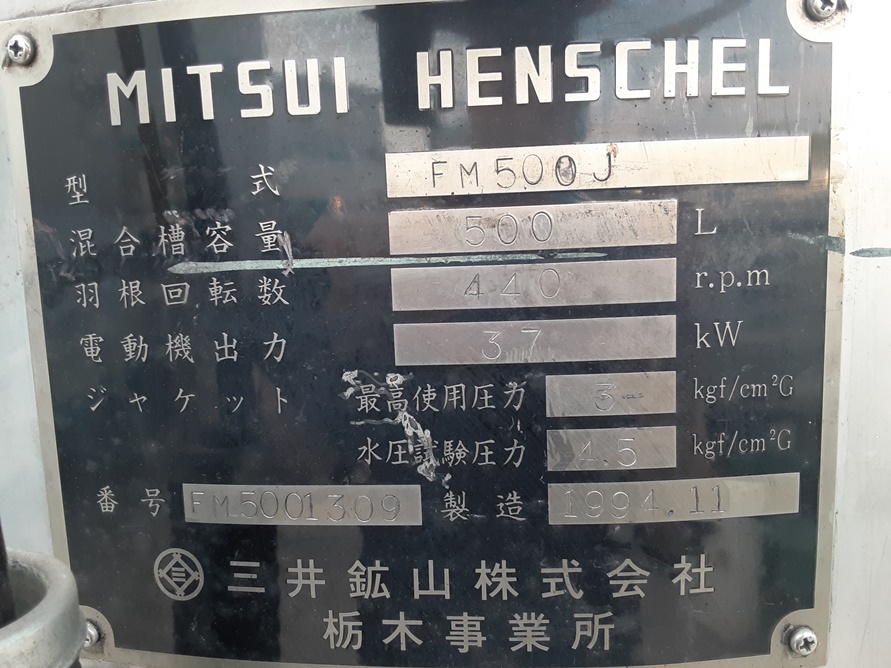 MITSUI HENSCHEL
型式 FM500J
混合槽容量 500 L
羽根回転数 440 r.p.m
電動機出力 37 kW
ジャケット 最高使用圧力 3 kgf/cm²G
水圧試験圧力 4.5 kgf/cm²G
番号 FM5001309 製造 1994.11
三井鉱山株式会社
栃木事業所